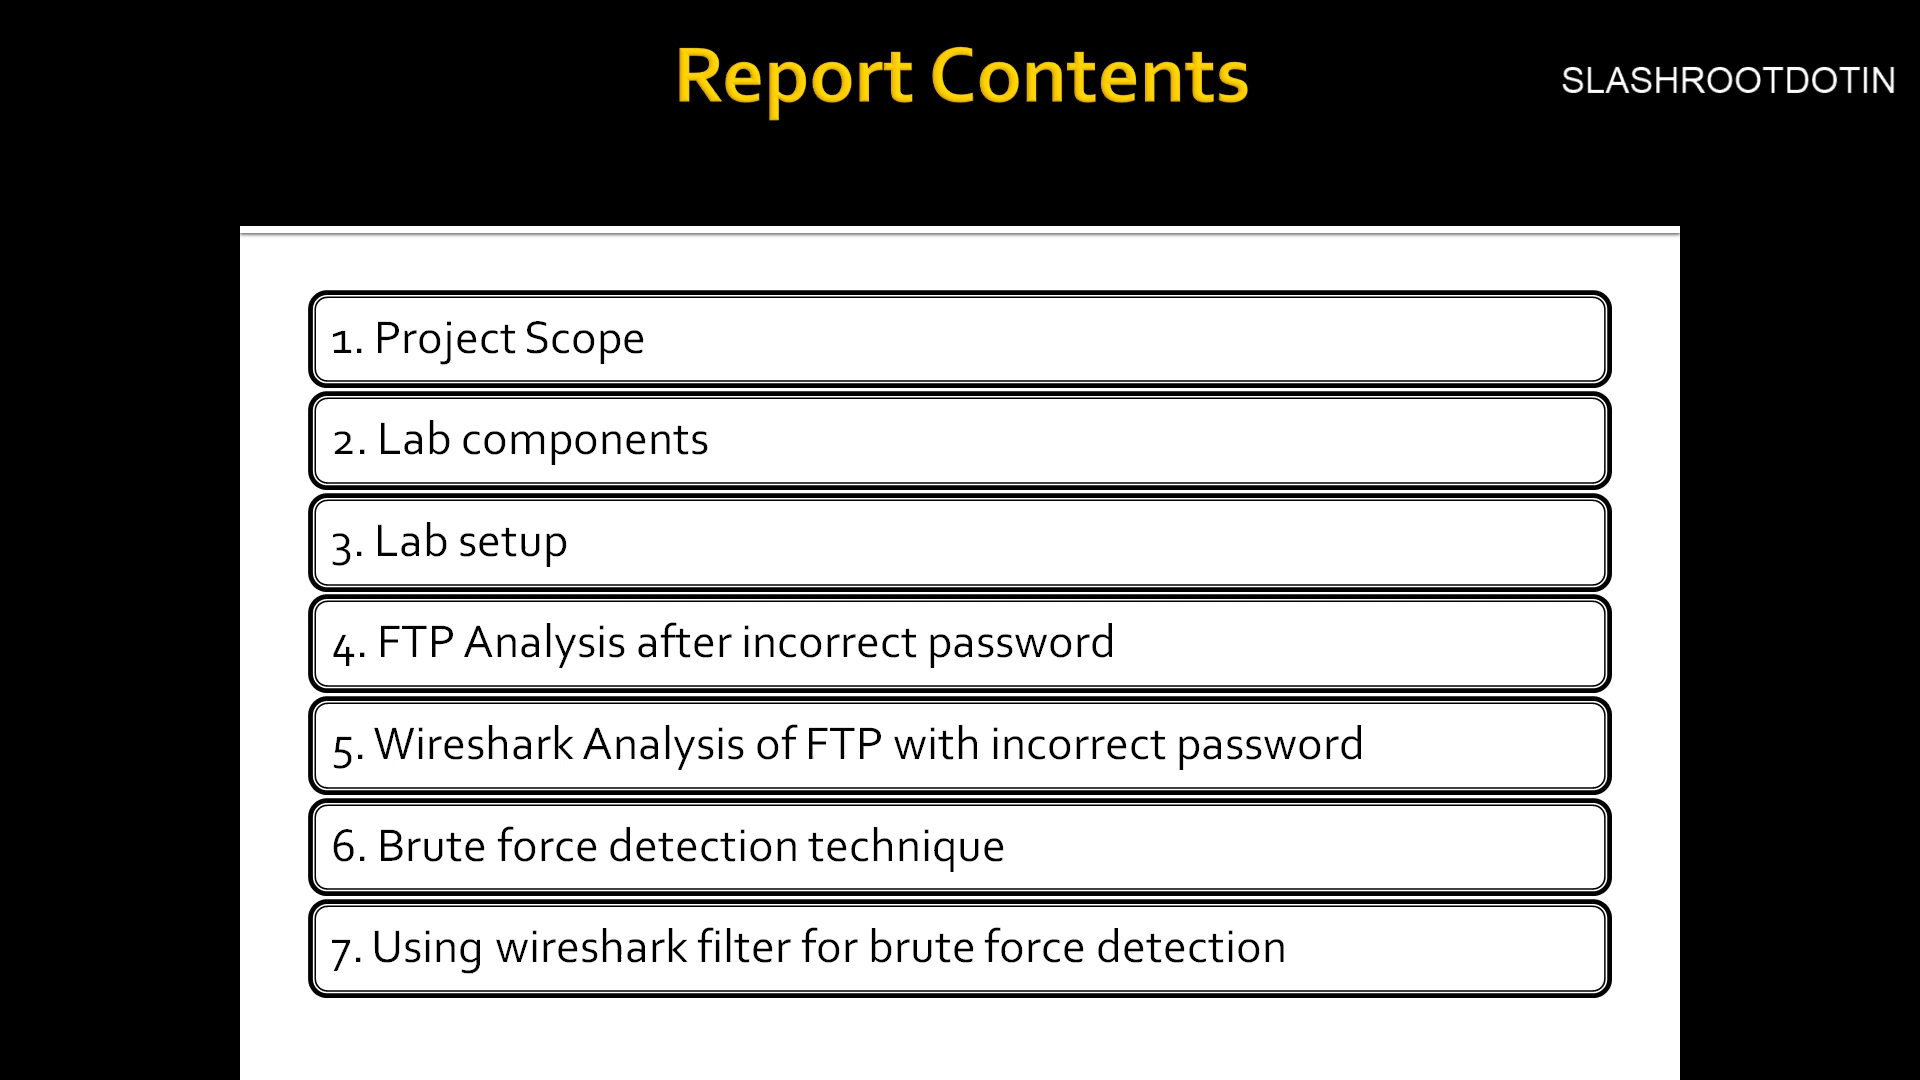 Report Contents
SLASHROOTDOTIN
1. Project Scope
2. Lab components
3. Lab setup
4. FTP Analysis after incorrect password
5. Wireshark Analysis of FTP with incorrect password
6. Brute force detection technique
7. Using wireshark filter for brute force detection